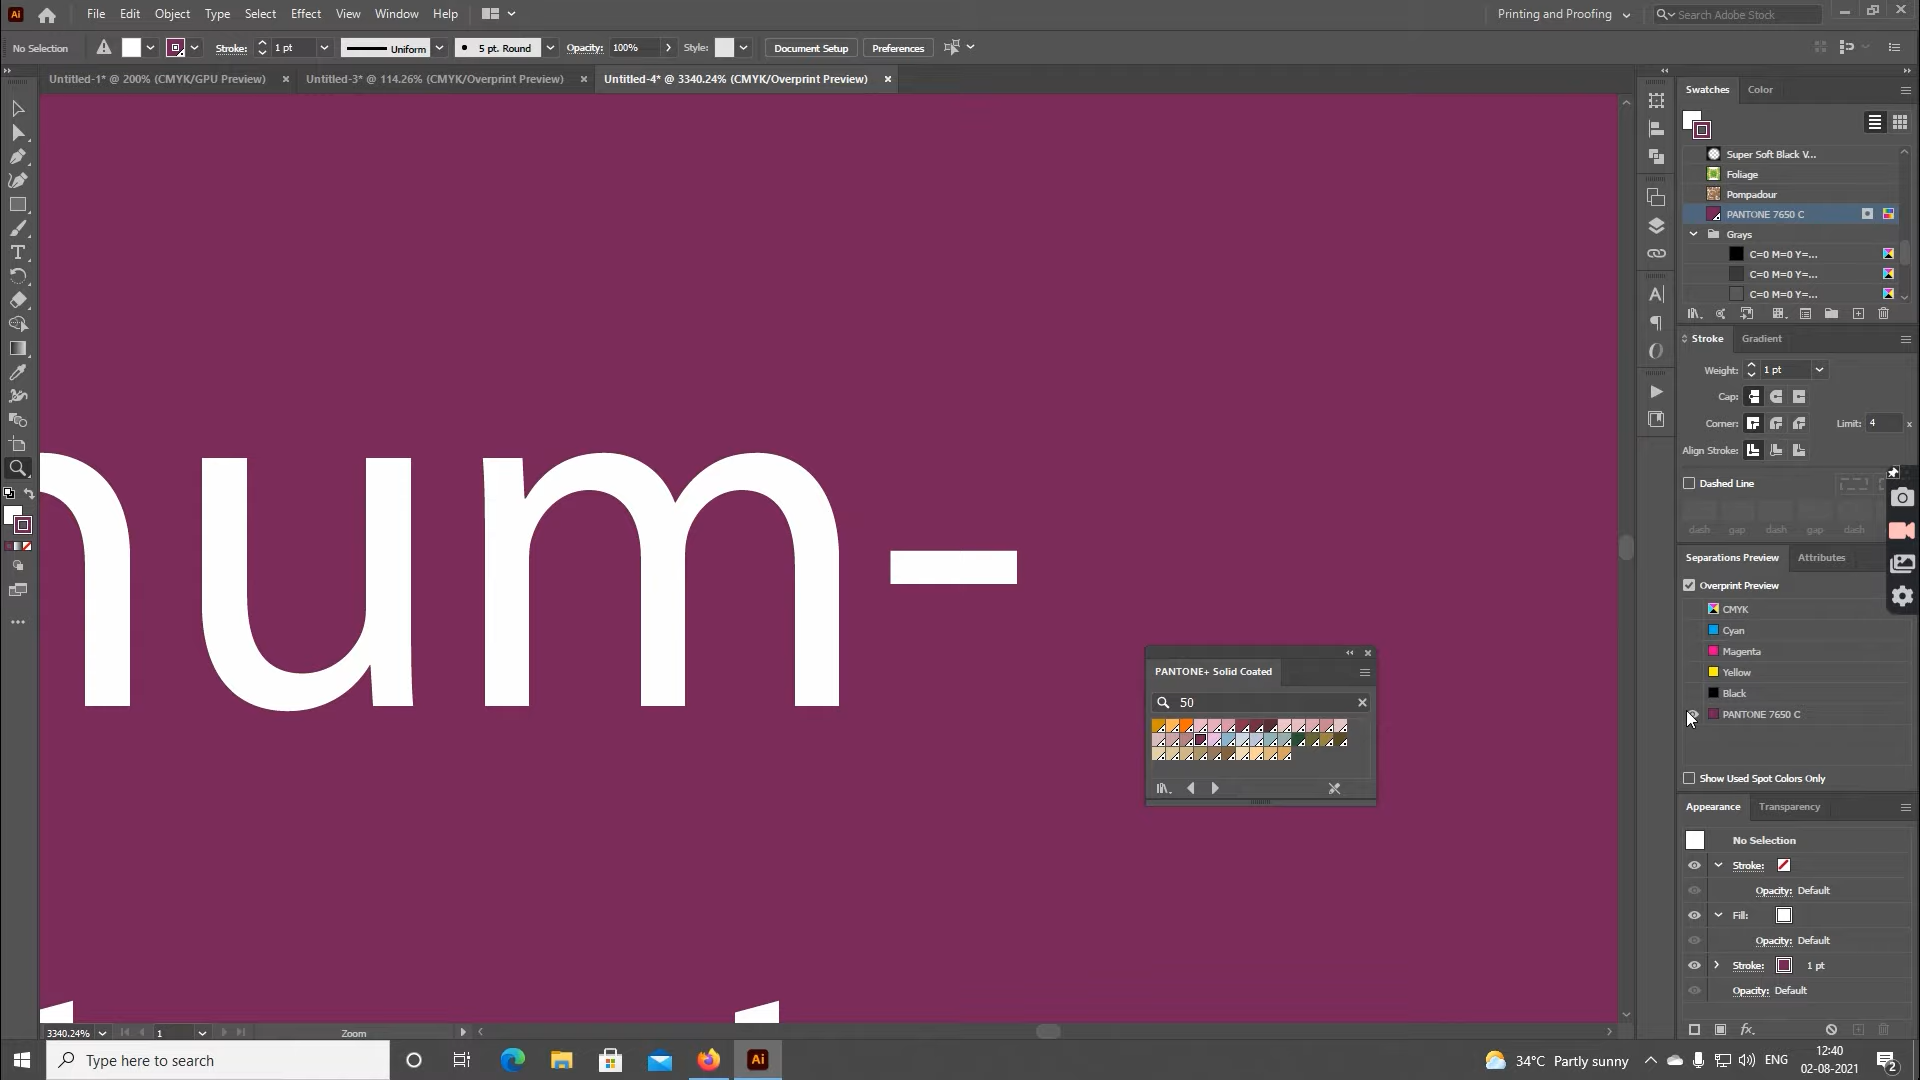 File Edit Object Type Select Effect View Window Help
Printing and Proofing
Search Adobe Stock
No Selection
Stroke: 1 pt
Uniform
5 pt. Round
Opacity: 100%
Style:
Document Setup
Preferences
Untitled-1* @ 200% (CMYK/GPU Preview)
Untitled-3* @ 114.26% (CMYK/Overprint Preview)
Untitled-4* @ 3340.24% (CMYK/Overprint Preview)
num-
PANTONE+ Solid Coated
50
Swatches Color
Super Soft Black V...
Foliage
Pompadour
PANTONE 7650 C
Grays
C=0 M=0 Y=...
C=0 M=0 Y=...
C=0 M=0 Y=...
Stroke Gradient
Weight: 1 pt
Cap:
Corner: Limit: 4 x
Align Stroke:
Dashed Line
dash gap dash gap dash
Separations Preview Attributes
Overprint Preview
CMYK
Cyan
Magenta
Yellow
Black
PANTONE 7650 C
Show Used Spot Colors Only
Appearance Transparency
No Selection
Stroke:
Opacity: Default
Fill:
Opacity: Default
Stroke: 1 pt
Opacity: Default
3340.24% 1 Zoom
Type here to search
34°C Partly sunny
ENG
12:40
02-08-2021
2